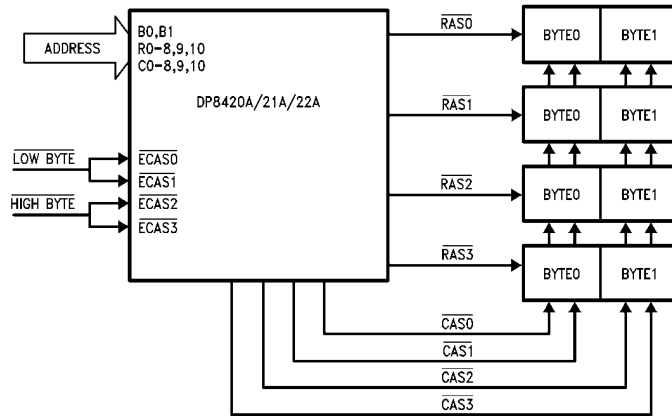 ADDRESS
B0,B1
R0-8,9,10
C0-8,9,10
DP8420A/21A/22A
LOW BYTE
HIGH BYTE
ECAS0
ECAS1
ECAS2
ECAS3
RAS0
BYTE0 BYTE1
RAS1
BYTE0 BYTE1
RAS2
BYTE0 BYTE1
RAS3
BYTE0 BYTE1
CAS0
CAS1
CAS2
CAS3